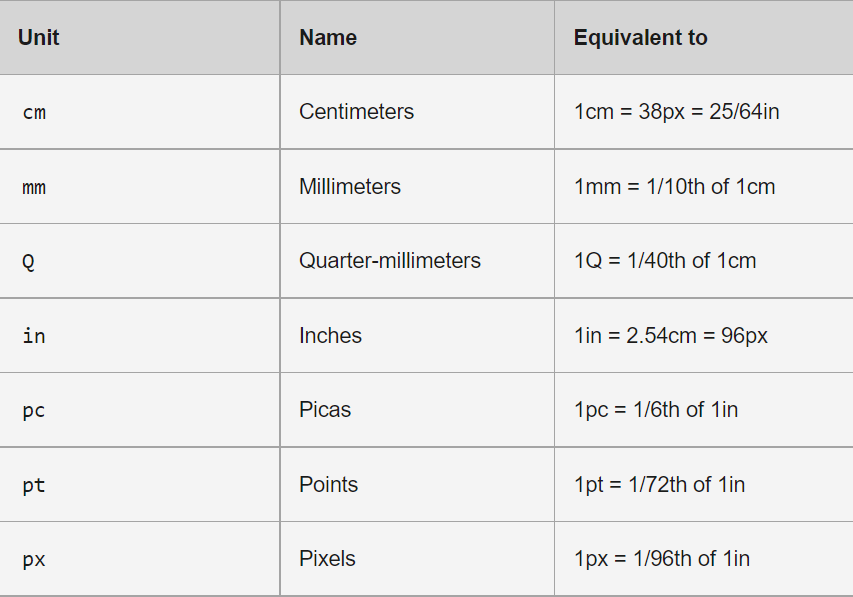 Unit Name Equivalent to
cm Centimeters 1cm = 38px = 25/64in
mm Millimeters 1mm = 1/10th of 1cm
Q Quarter-millimeters 1Q = 1/40th of 1cm
in Inches 1in = 2.54cm = 96px
pc Picas 1pc = 1/6th of 1in
pt Points 1pt = 1/72th of 1in
px Pixels 1px = 1/96th of 1in